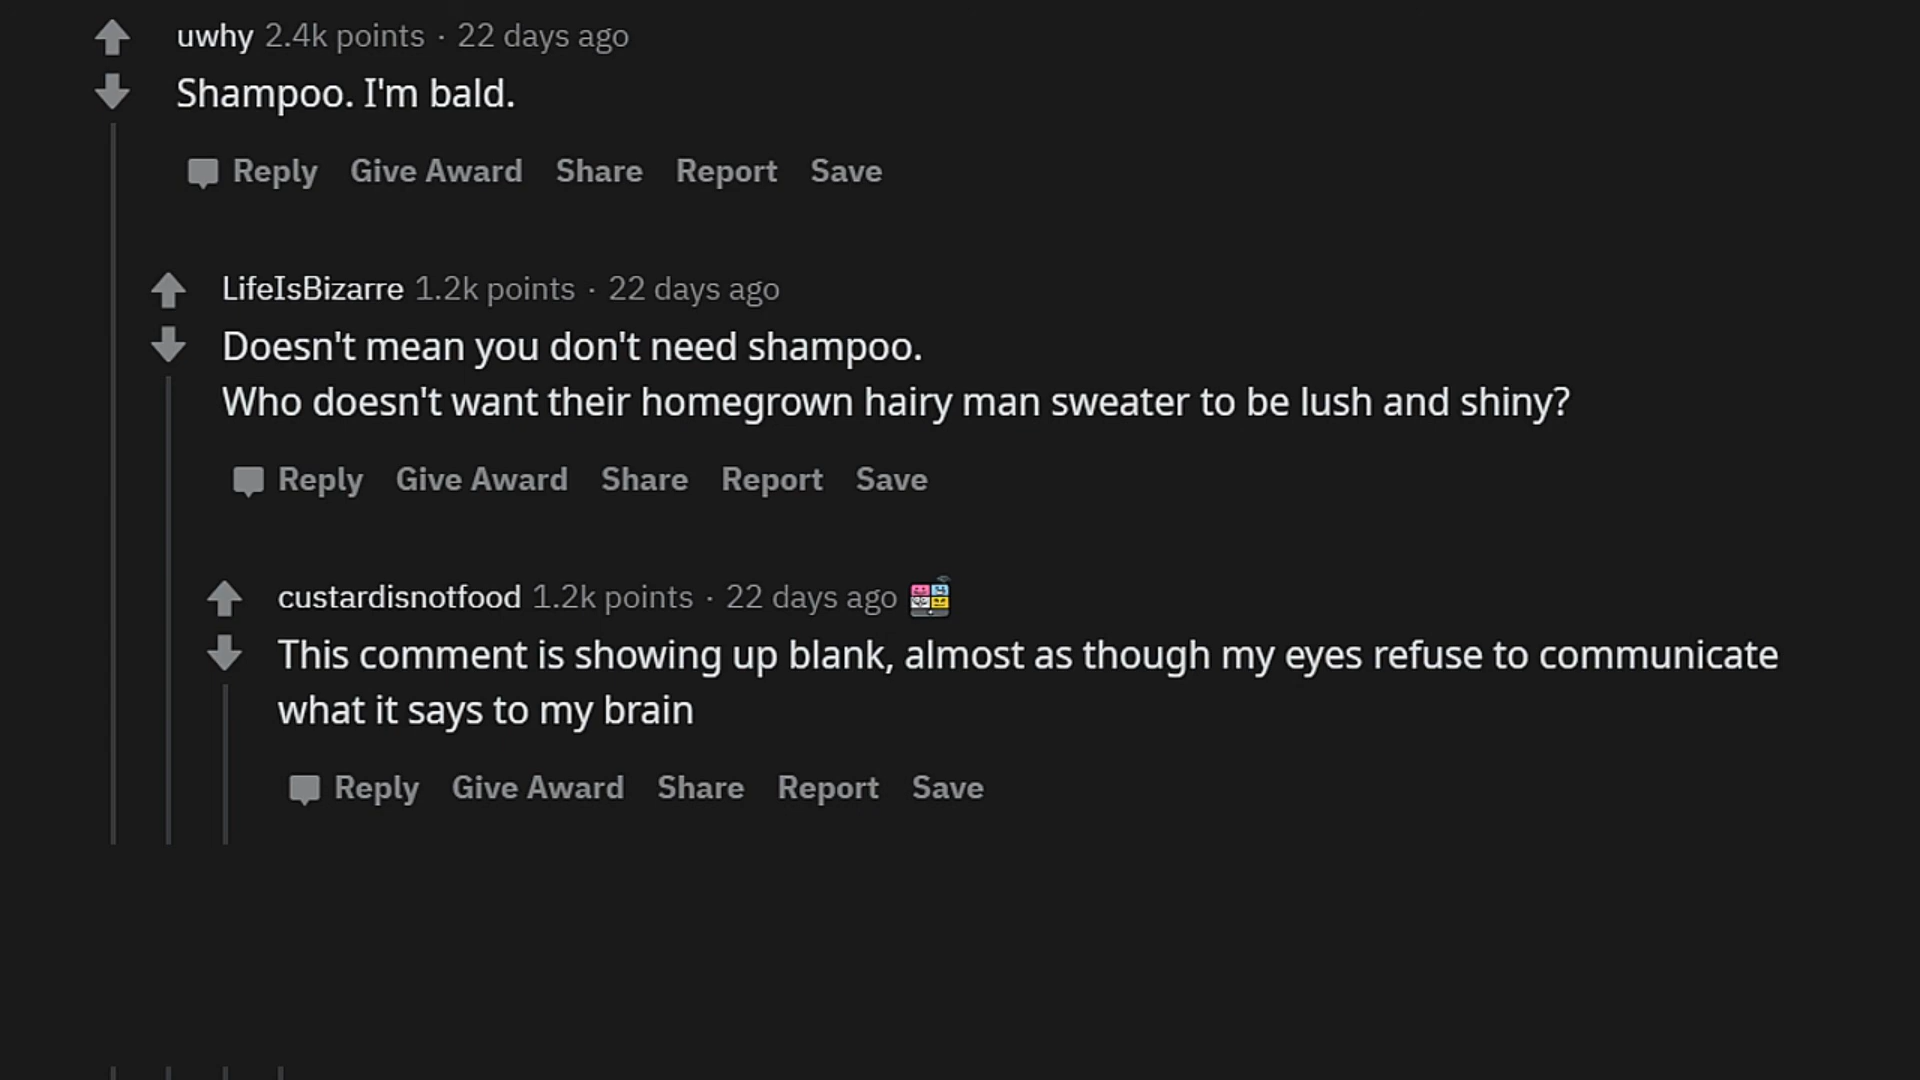 uwhy 2.4k points · 22 days ago
Shampoo. I'm bald.
Reply Give Award Share Report Save
LifeIsBizarre 1.2k points · 22 days ago
Doesn't mean you don't need shampoo.
Who doesn't want their homegrown hairy man sweater to be lush and shiny?
Reply Give Award Share Report Save
custardisnotfood 1.2k points · 22 days ago
This comment is showing up blank, almost as though my eyes refuse to communicate
what it says to my brain
Reply Give Award Share Report Save